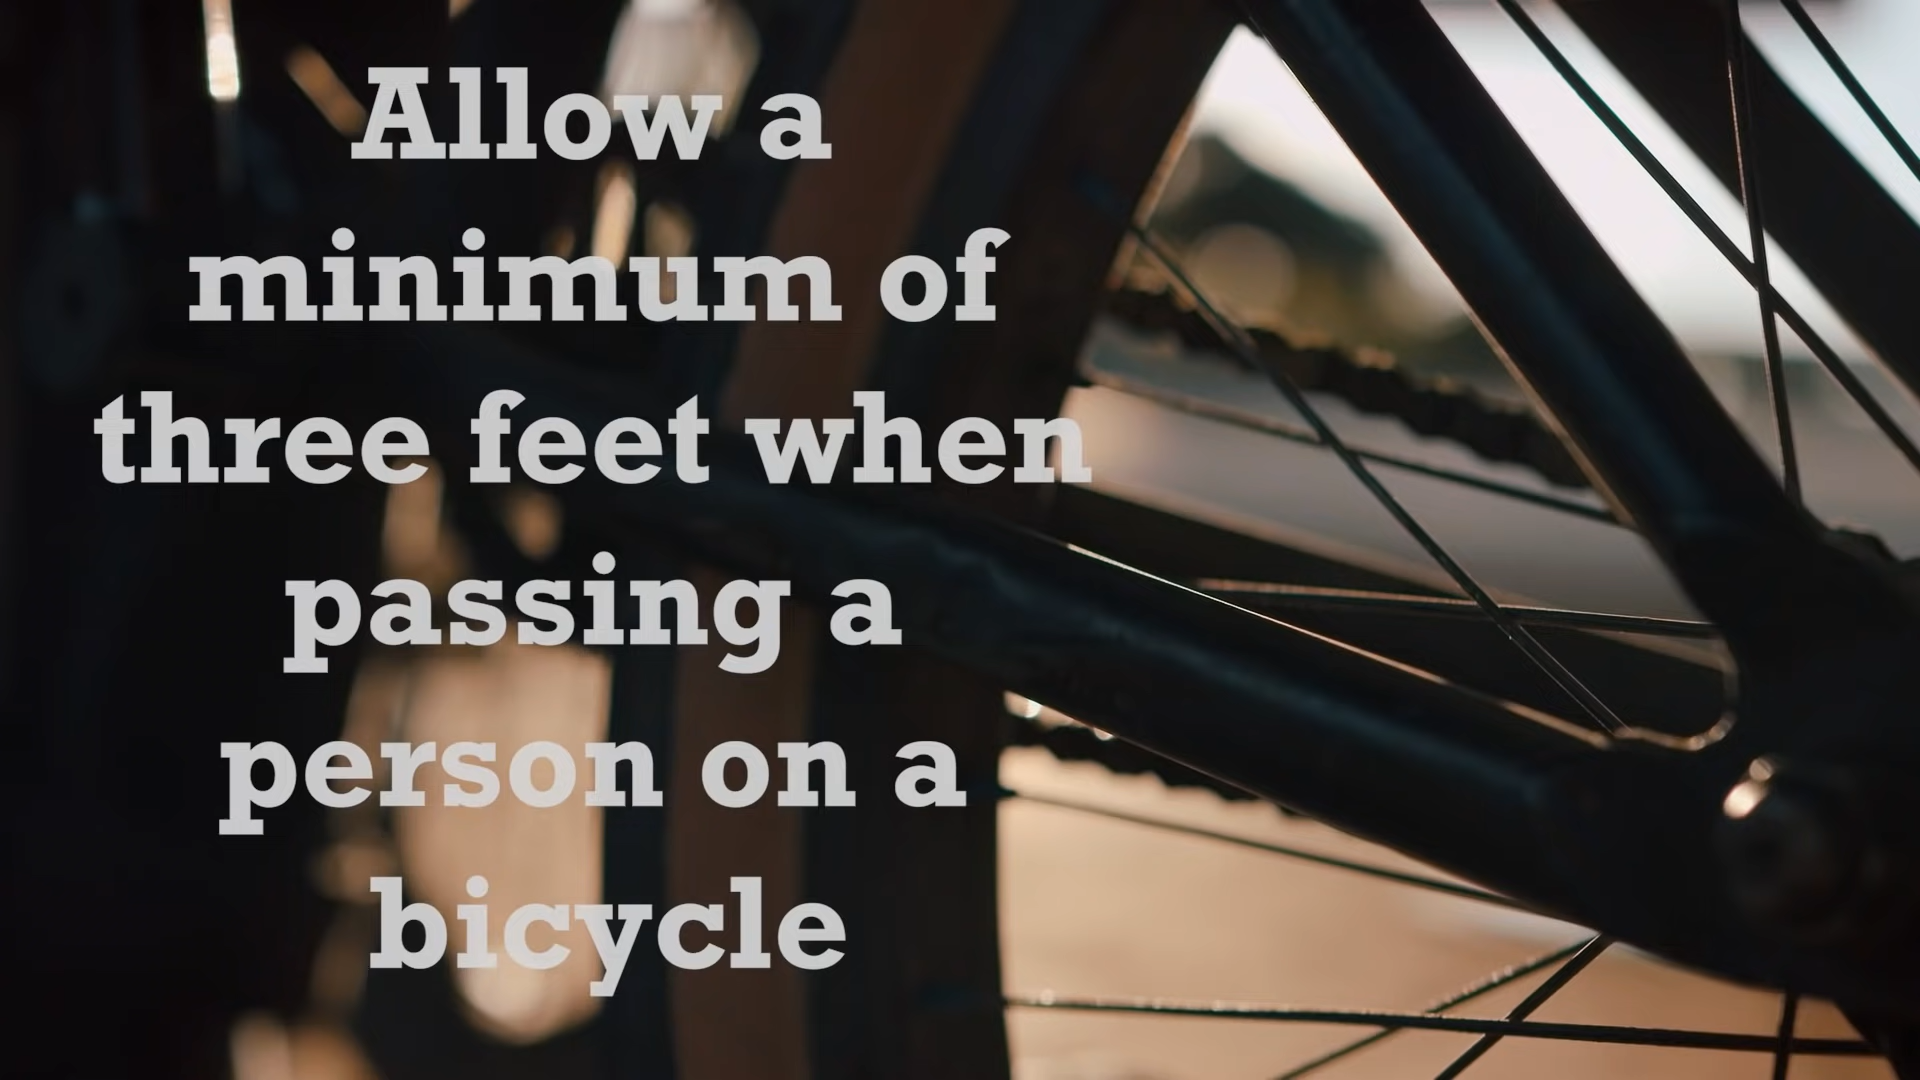 Allow a
minimum of
three feet when
passing a
person on a
bicycle